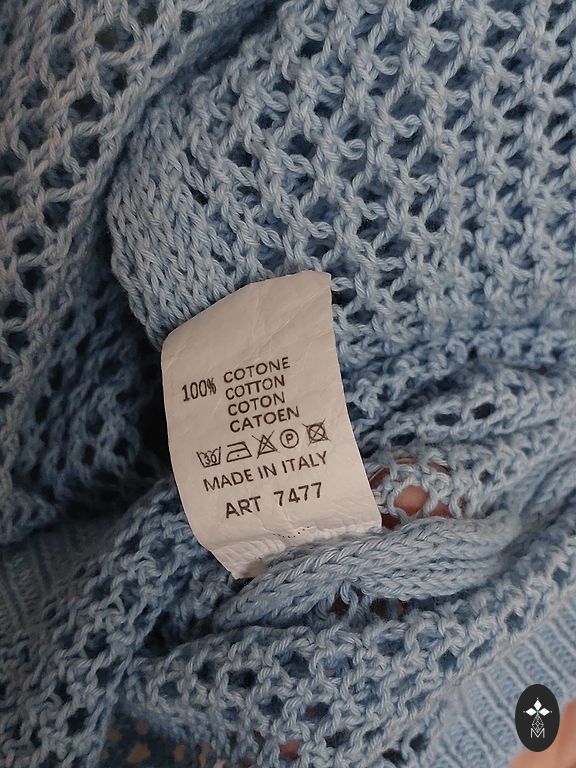 100% COTONE
COTTON
COTON
CATOEN
MADE IN ITALY
ART 7477